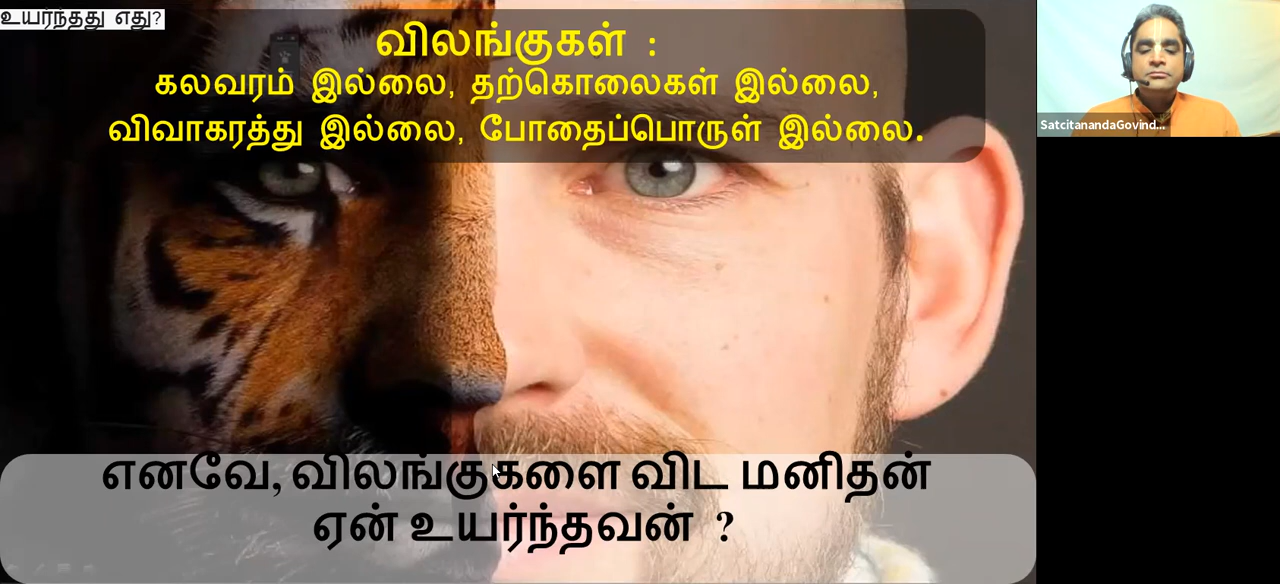 உயர்ந்தது எது?
விலங்குகள் :
கலவரம் இல்லை, தற்கொலைகள் இல்லை,
விவாகரத்து இல்லை, போதைப்பொருள் இல்லை.
SatcitanandaGovind...
எனவே, விலங்குகளை விட மனிதன்
ஏன் உயர்ந்தவன் ?